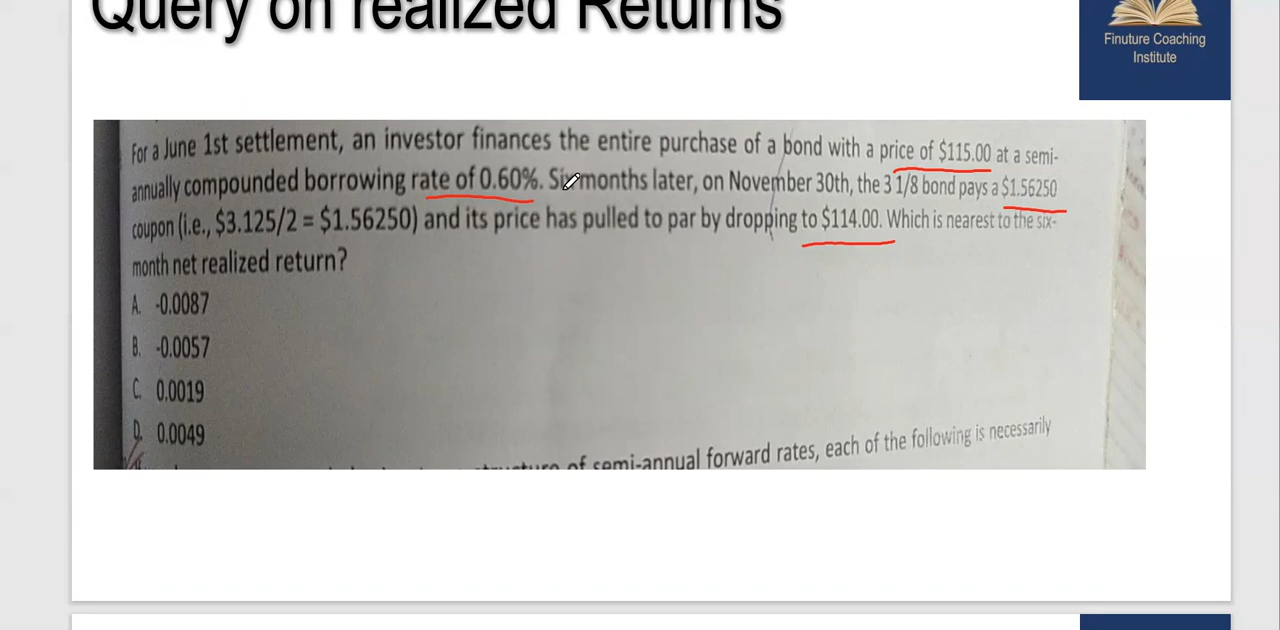 Query on realized Returns
Finuture Coaching
Institute
For a June 1st settlement, an investor finances the entire purchase of a bond with a price of $115.00 at a semi-
annually compounded borrowing rate of 0.60%. Six months later, on November 30th, the 3 1/8 bond pays a $1.56250
coupon (i.e., $3.125/2 = $1.56250) and its price has pulled to par by dropping to $114.00. Which is nearest to the six-
month net realized return?
A. -0.0087
B. -0.0057
C. 0.0019
D. 0.0049
structure of semi-annual forward rates, each of the following is necessarily